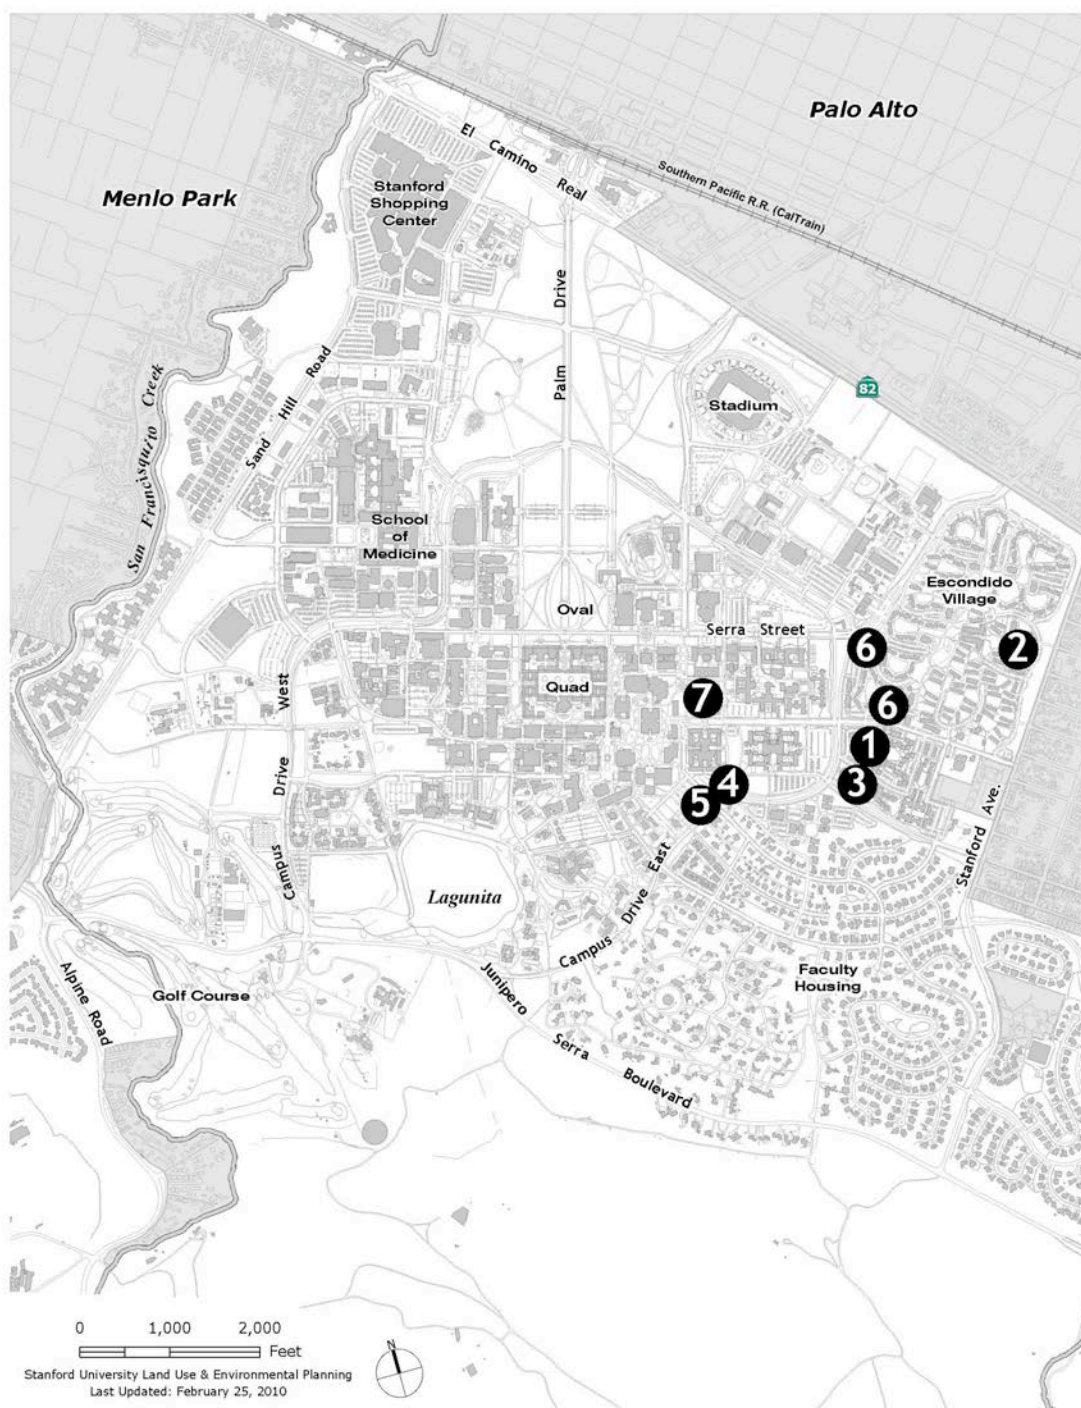 Palo Alto
Menlo Park
El Camino Real
Southern Pacific R.R. (CalTrain)
Stanford
Shopping
Center
Palm Drive
Sand Hill Road
San Francisquito Creek
82
Stadium
School
of
Medicine
Escondido
Village
Oval
Serra Street
6
2
Quad
7
6
1
4
3
5
Campus Drive West
Stanford Ave.
Lagunita
Campus Drive East
Faculty
Housing
Alpine Road
Golf Course
Junipero Serra Boulevard
0 1,000 2,000
Feet
N
Stanford University Land Use & Environmental Planning
Last Updated: February 25, 2010